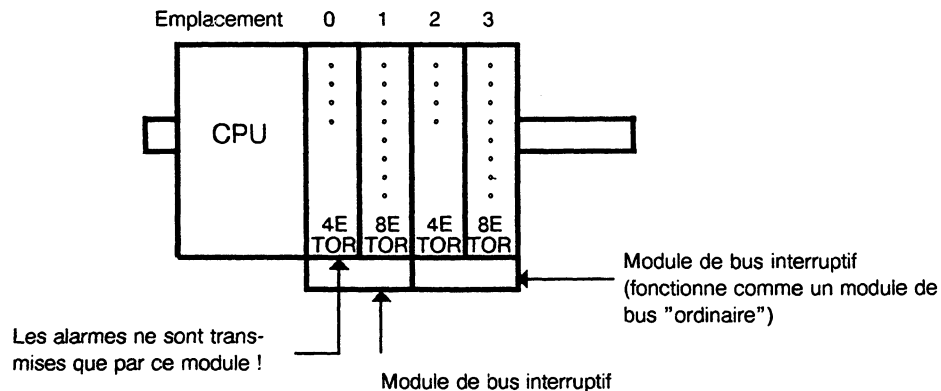 Emplacement 0 1 2 3
CPU
4E 8E 4E 8E
TOR TOR TOR TOR
Module de bus interruptif
(fonctionne comme un module de
bus "ordinaire")
Les alarmes ne sont trans-
mises que par ce module !
Module de bus interruptif